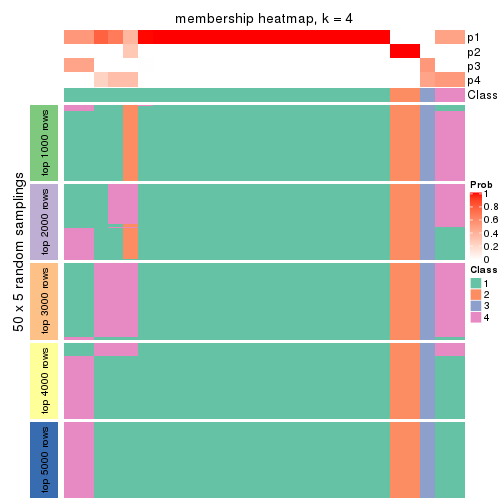 membership heatmap, k = 4
p1
p2
p3
p4
Class
50 x 5 random samplings
top 1000 rows
top 2000 rows
top 3000 rows
top 4000 rows
top 5000 rows
Prob
1
0.8
0.6
0.4
0.2
0
Class
1
2
3
4